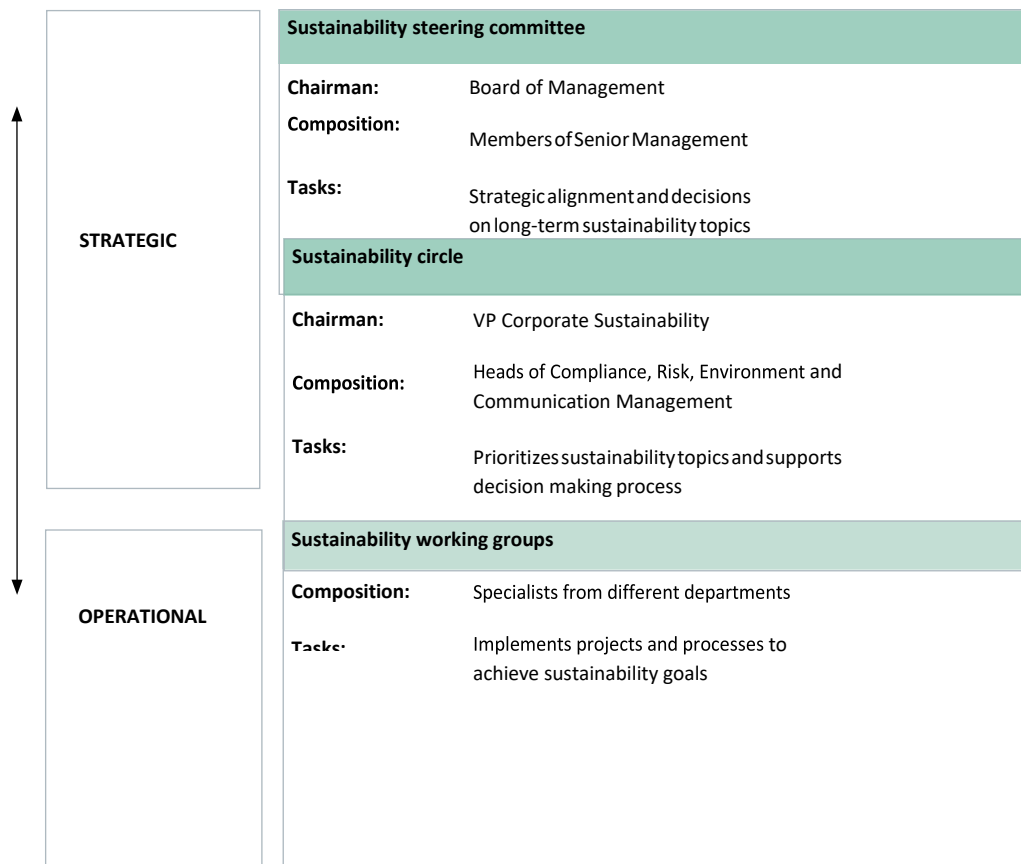 Sustainability steering committee
Chairman: Board of Management
Composition: Members of Senior Management
Tasks: Strategic alignment and decisions
on long-term sustainability topics
STRATEGIC
Sustainability circle
Chairman: VP Corporate Sustainability
Composition: Heads of Compliance, Risk, Environment and
Communication Management
Tasks: Prioritizes sustainability topics and supports
decision making process
Sustainability working groups
Composition: Specialists from different departments
OPERATIONAL
Tasks: Implements projects and processes to
achieve sustainability goals